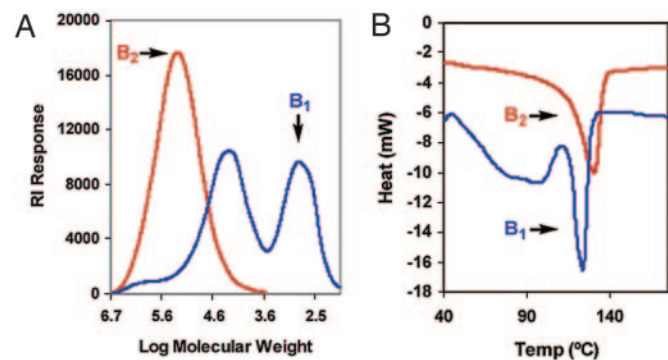 A
20000
16000
12000
8000
4000
0
RI Response
B₂
B₁
6.7 5.6 4.6 3.6 2.5
Log Molecular Weight
B
-2
-4
-6
-8
-10
-12
-14
-16
-18
Heat (mW)
B₂
B₁
40 90 140
Temp (ºC)